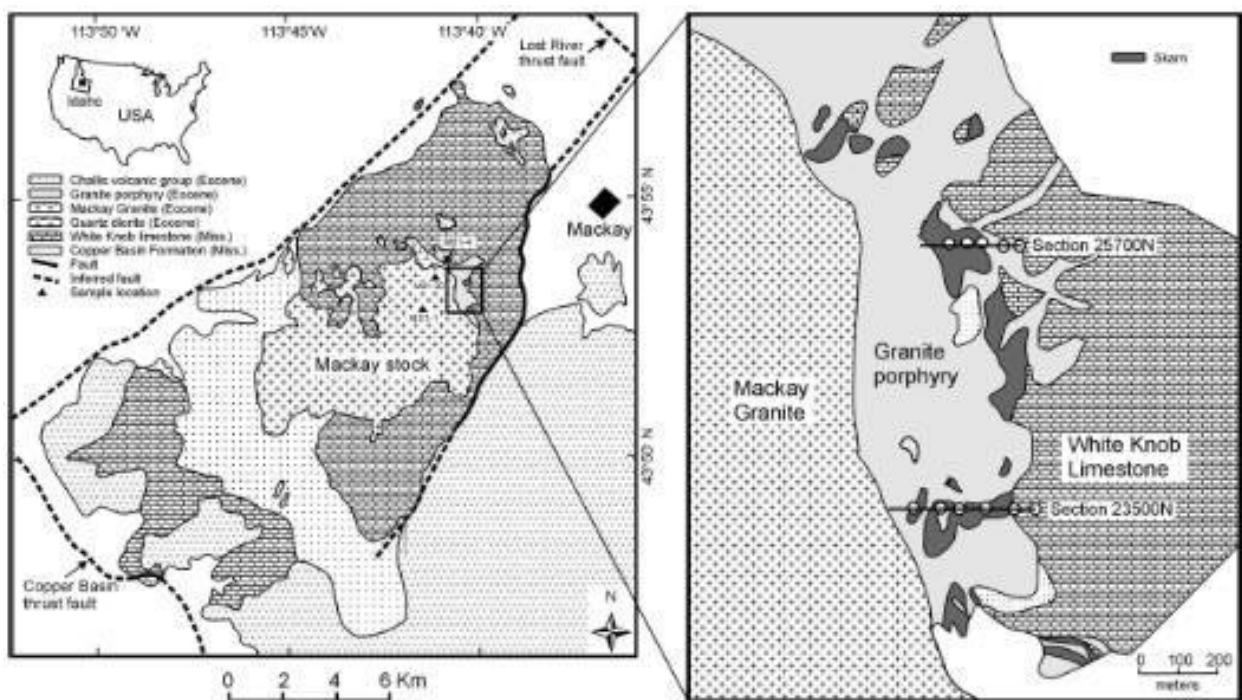 113°50'W
113°45'W
113°40'W
Lost River
thrust fault
Idaho
USA
Challis volcanic group (Eocene)
Granite porphyry (Eocene)
Mackay Granite (Eocene)
Quartz diorite (Eocene)
White Knob limestone (Miss.)
Copper Basin Formation (Miss.)
Fault
Inferred fault
Sample location
43°55' N
Mackay
Mackay stock
43°50' N
Copper Basin
thrust fault
N
0 2 4 6 Km
Skarn
Section 25700N
Granite
porphyry
Mackay
Granite
White Knob
Limestone
Section 23500N
0 100 200
meters